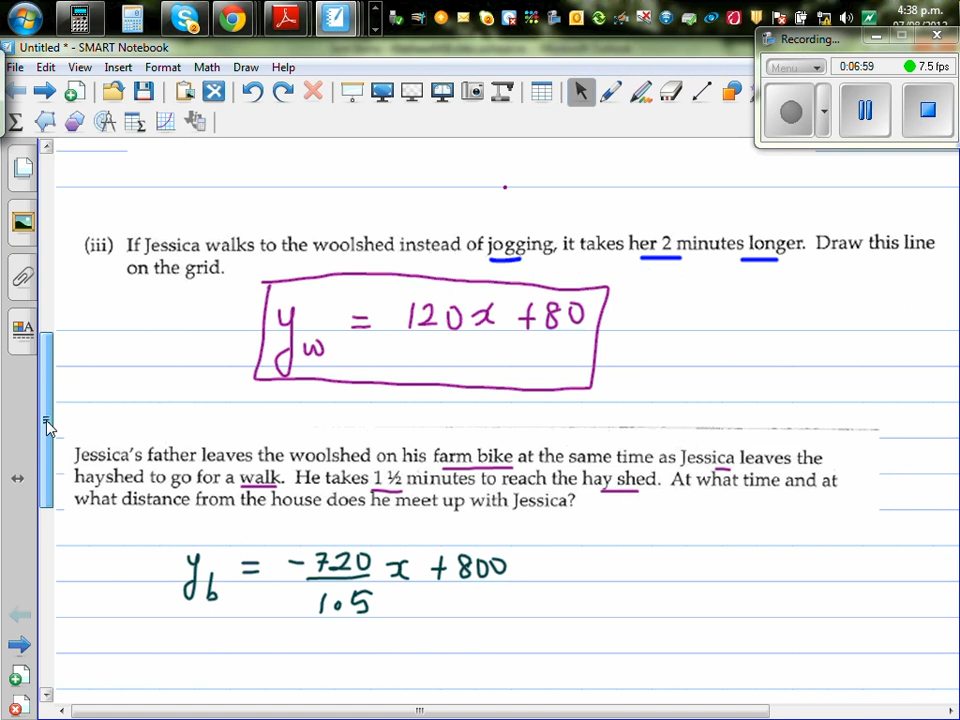 4:38 p.m.
07/08/2012
Untitled * - SMART Notebook
Recording...
File Edit View Insert Format Math Draw Help
Menu
0:06:59
7.5 fps
(iii) If Jessica walks to the woolshed instead of jogging, it takes her 2 minutes longer. Draw this line
on the grid.
y w = 120x +80
Jessica's father leaves the woolshed on his farm bike at the same time as Jessica leaves the
hayshed to go for a walk. He takes 1 ½ minutes to reach the hay shed. At what time and at
what distance from the house does he meet up with Jessica?
y b = -720 x +800
1.5